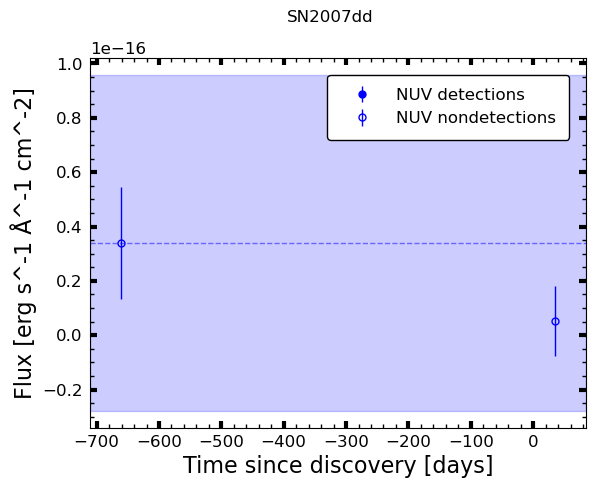 SN2007dd
1e−16
NUV detections
NUV nondetections
1.0
0.8
0.6
0.4
0.2
0.0
−0.2
Flux [erg s^-1 Å^-1 cm^-2]
−700 −600 −500 −400 −300 −200 −100 0
Time since discovery [days]